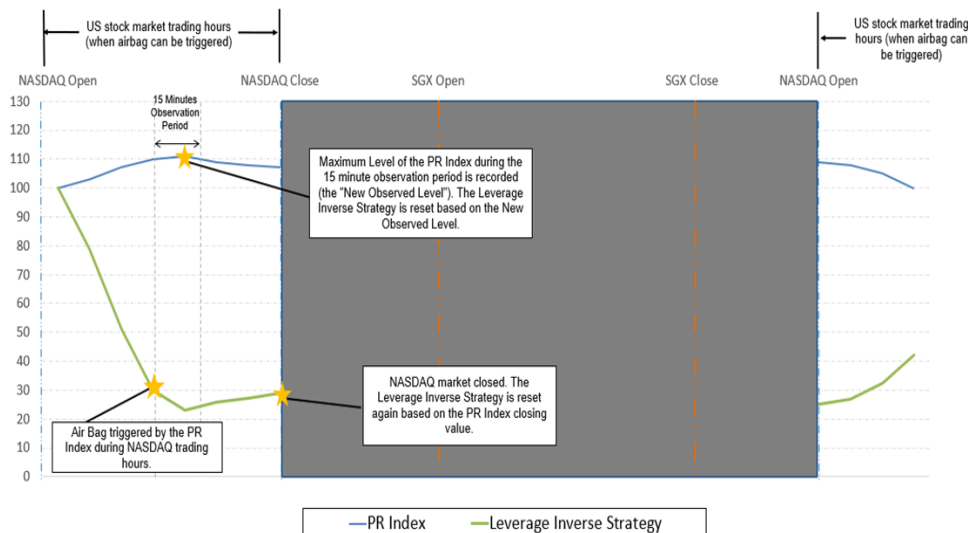 US stock market trading hours
(when airbag can be triggered)
US stock market trading
hours (when airbag can
be triggered)
NASDAQ Open
NASDAQ Close
SGX Open
SGX Close
NASDAQ Open
130
120
110
100
90
80
70
60
50
40
30
20
10
0
15 Minutes
Observation
Period
Maximum Level of the PR Index during the
15 minute observation period is recorded
(the "New Observed Level"). The Leverage
Inverse Strategy is reset based on the New
Observed Level.
NASDAQ market closed. The
Leverage Inverse Strategy is reset
again based on the PR Index closing
value.
Air Bag triggered by the PR
Index during NASDAQ trading
hours.
PR Index
Leverage Inverse Strategy